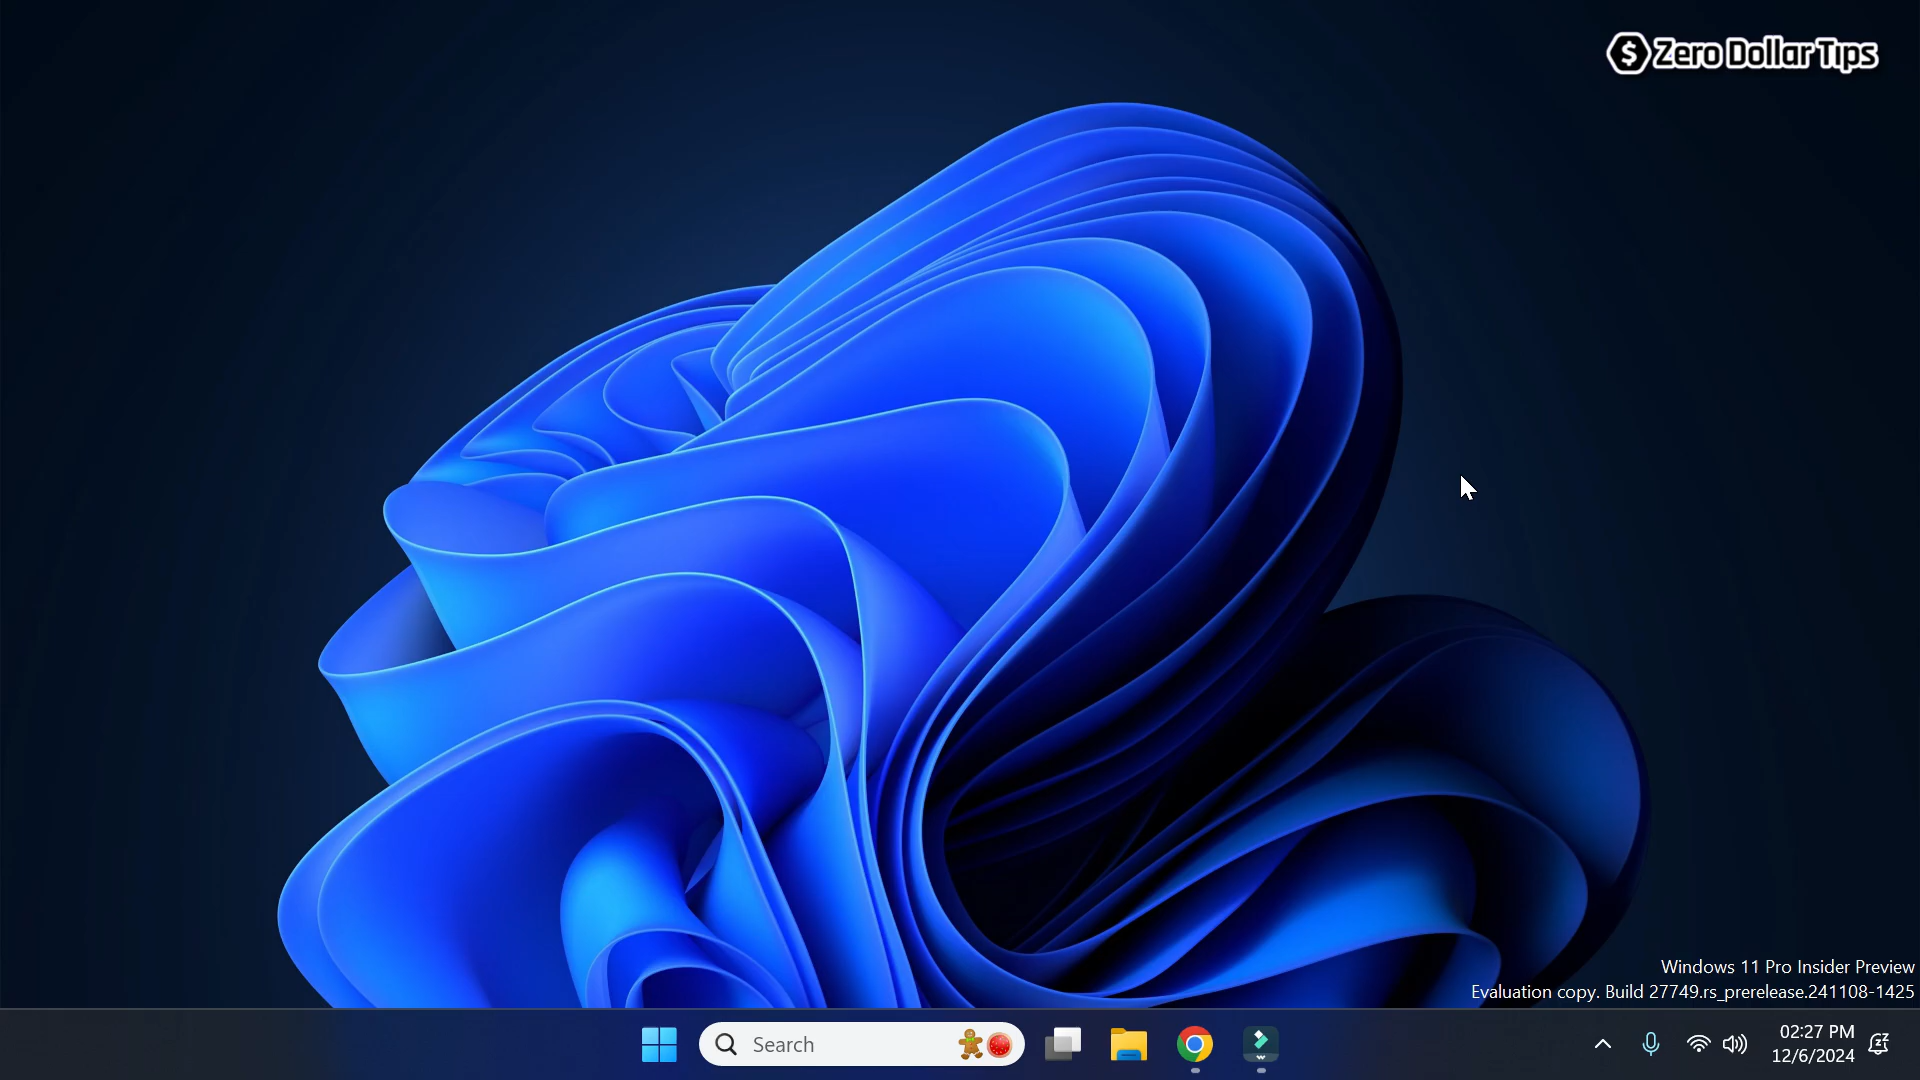 Zero Dollar Tips
Windows 11 Pro Insider Preview
Evaluation copy. Build 27749.rs_prerelease.241108-1425
Search
02:27 PM
12/6/2024